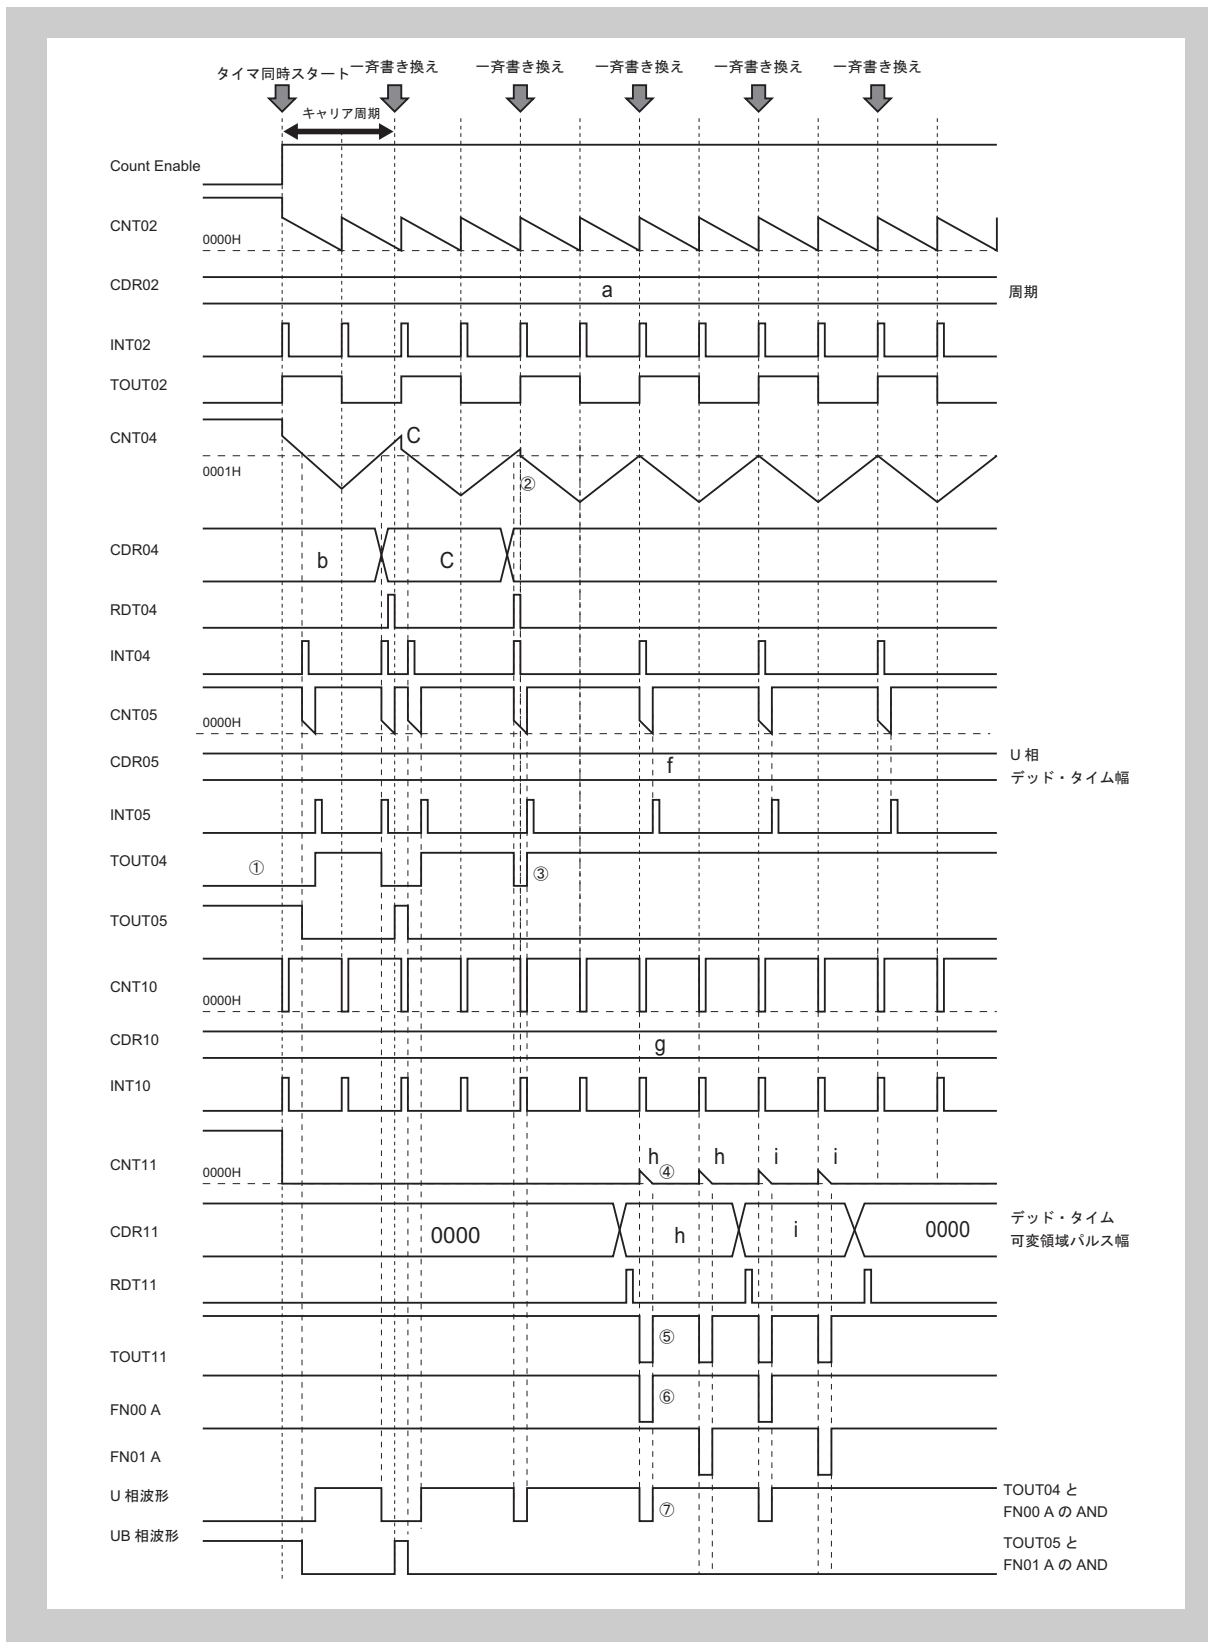 タイマ同時スタート
一斉書き換え
一斉書き換え
一斉書き換え
一斉書き換え
一斉書き換え
キャリア周期
Count Enable
CNT02
0000H
CDR02
a
周期
INT02
TOUT02
CNT04
C
0001H
②
CDR04
b
C
RDT04
INT04
CNT05
0000H
CDR05
f
U 相
デッド・タイム幅
INT05
TOUT04
①
③
TOUT05
CNT10
0000H
CDR10
g
INT10
CNT11
0000H
h
④
h
i
i
CDR11
0000
h
i
0000
デッド・タイム
可変領域パルス幅
RDT11
TOUT11
⑤
FN00 A
⑥
FN01 A
U 相波形
⑦
TOUT04 と
FN00 A の AND
UB 相波形
TOUT05 と
FN01 A の AND